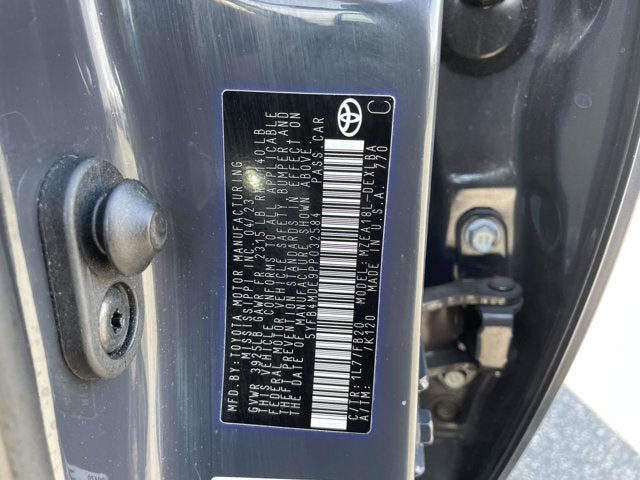 MFD.BY:TOYOTA MOTOR MANUFACTURING
MISSISSIPPI INC. 04/23
GVWR 3925LB GAWR FR 2315LB RR 40LB
THIS VEHICLE CONFORMS TO ALL APPLICABLE
FEDERAL MOTOR VEHICLE SAFETY, BUMPER AND
THEFT PREVENTION STANDARDS IN EFFECT ON
THE DATE OF MANUFACTURE SHOWN ABOVE.
5YFB4MDE9PP032584 PASS.CAR
C
C/TR:1L7/FB20 MODEL:MZEA18L-DEXLBA
A/TM: /K120 MADE IN U.S.A. 770